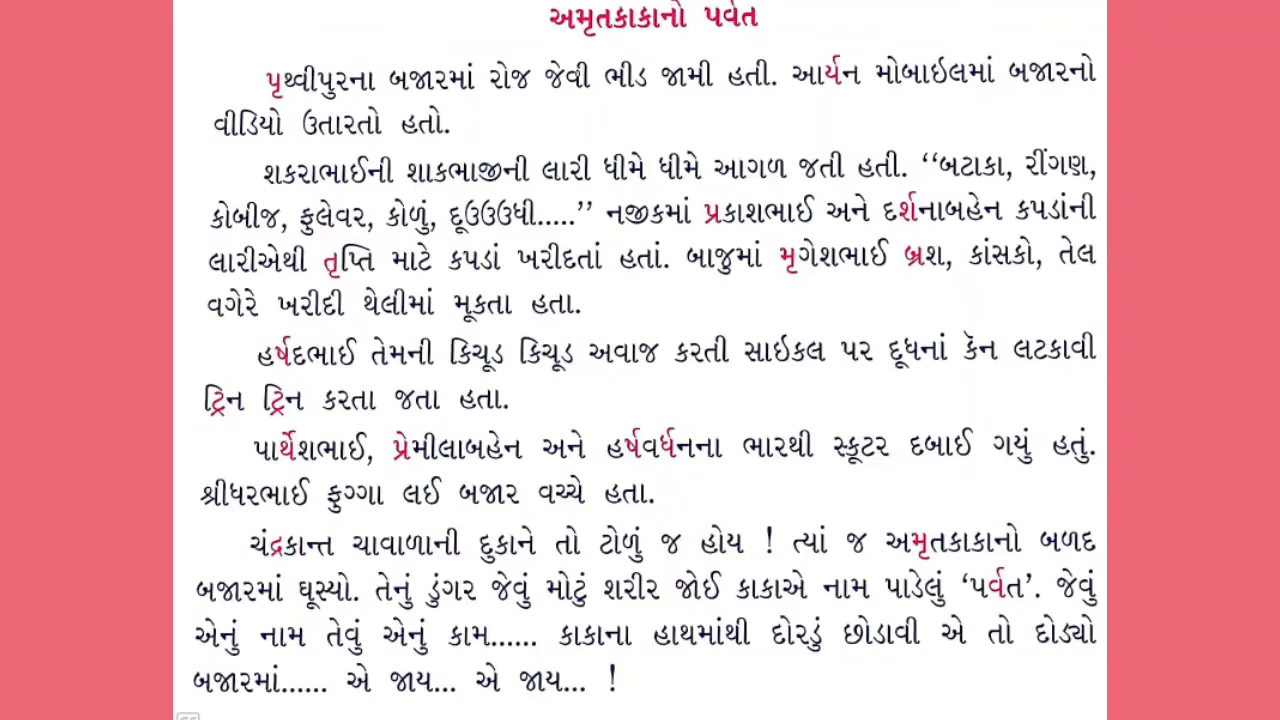 અમૃતકાકાનો પર્વત
પૃથ્વીપુરના બજારમાં રોજ જેવી ભીડ જામી હતી. આર્યન મોબાઇલમાં બજારનો
વીડિયો ઉતારતો હતો.
શકરાભાઈની શાકભાજીની લારી ધીમે ધીમે આગળ જતી હતી. “બટાકા, રીંગણ,
કોબીજ, ફુલેવર, કોળું, દૂઉઉઉધી.....” નજીકમાં પ્રકાશભાઈ અને દર્શનાબહેન કપડાંની
લારીએથી તૃપ્તિ માટે કપડાં ખરીદતાં હતાં. બાજુમાં મૃગેશભાઈ બ્રશ, કાંસકો, તેલ
વગેરે ખરીદી થેલીમાં મૂકતા હતા.
હર્ષદભાઈ તેમની કિચૂડ કિચૂડ અવાજ કરતી સાઇકલ પર દૂધનાં કૅન લટકાવી
ટ્રિન ટ્રિન કરતા જતા હતા.
પાર્થેશભાઈ, પ્રેમીલાબહેન અને હર્ષવર્ધનના ભારથી સ્કૂટર દબાઈ ગયું હતું.
શ્રીધરભાઈ ફુગ્ગા લઈ બજાર વચ્ચે હતા.
ચંદ્રકાન્ત ચાવાળાની દુકાને તો ટોળું જ હોય ! ત્યાં જ અમૃતકાકાનો બળદ
બજારમાં ઘૂસ્યો. તેનું ડુંગર જેવું મોટું શરીર જોઈ કાકાએ નામ પાડેલું ‘પર્વત’. જેવું
એનું નામ તેવું એનું કામ...... કાકાના હાથમાંથી દોરડું છોડાવી એ તો દોડ્યો
બજારમાં...... એ જાય... એ જાય... !